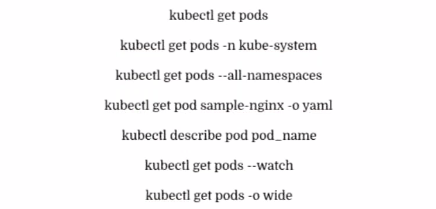 kubectl get pods
kubectl get pods -n kube-system
kubectl get pods --all-namespaces
kubectl get pod sample-nginx -o yaml
kubectl describe pod pod_name
kubectl get pods --watch
kubectl get pods -o wide